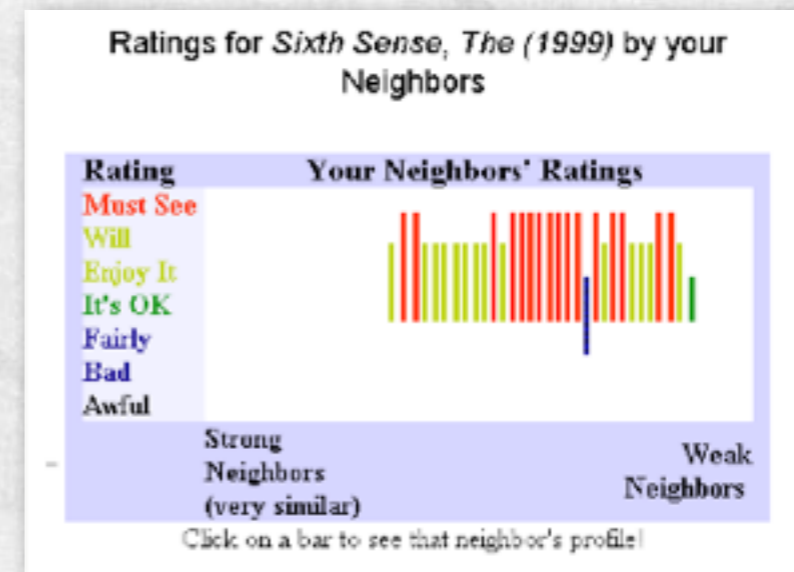 Ratings for Sixth Sense, The (1999) by your
Neighbors
Rating Your Neighbors' Ratings
Must See
Will
Enjoy It
It's OK
Fairly
Bad
Awful
Strong
Neighbors
(very similar)
Weak
Neighbors
Click on a bar to see that neighbor's profile!